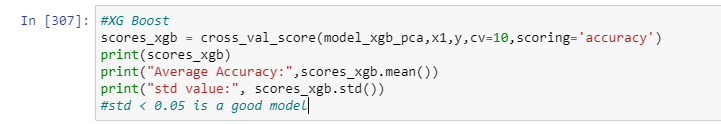 In [307]: #XG Boost
scores_xgb = cross_val_score(model_xgb_pca,x1,y,cv=10,scoring='accuracy')
print(scores_xgb)
print("Average Accuracy:",scores_xgb.mean())
print("std value:", scores_xgb.std())
#std < 0.05 is a good model